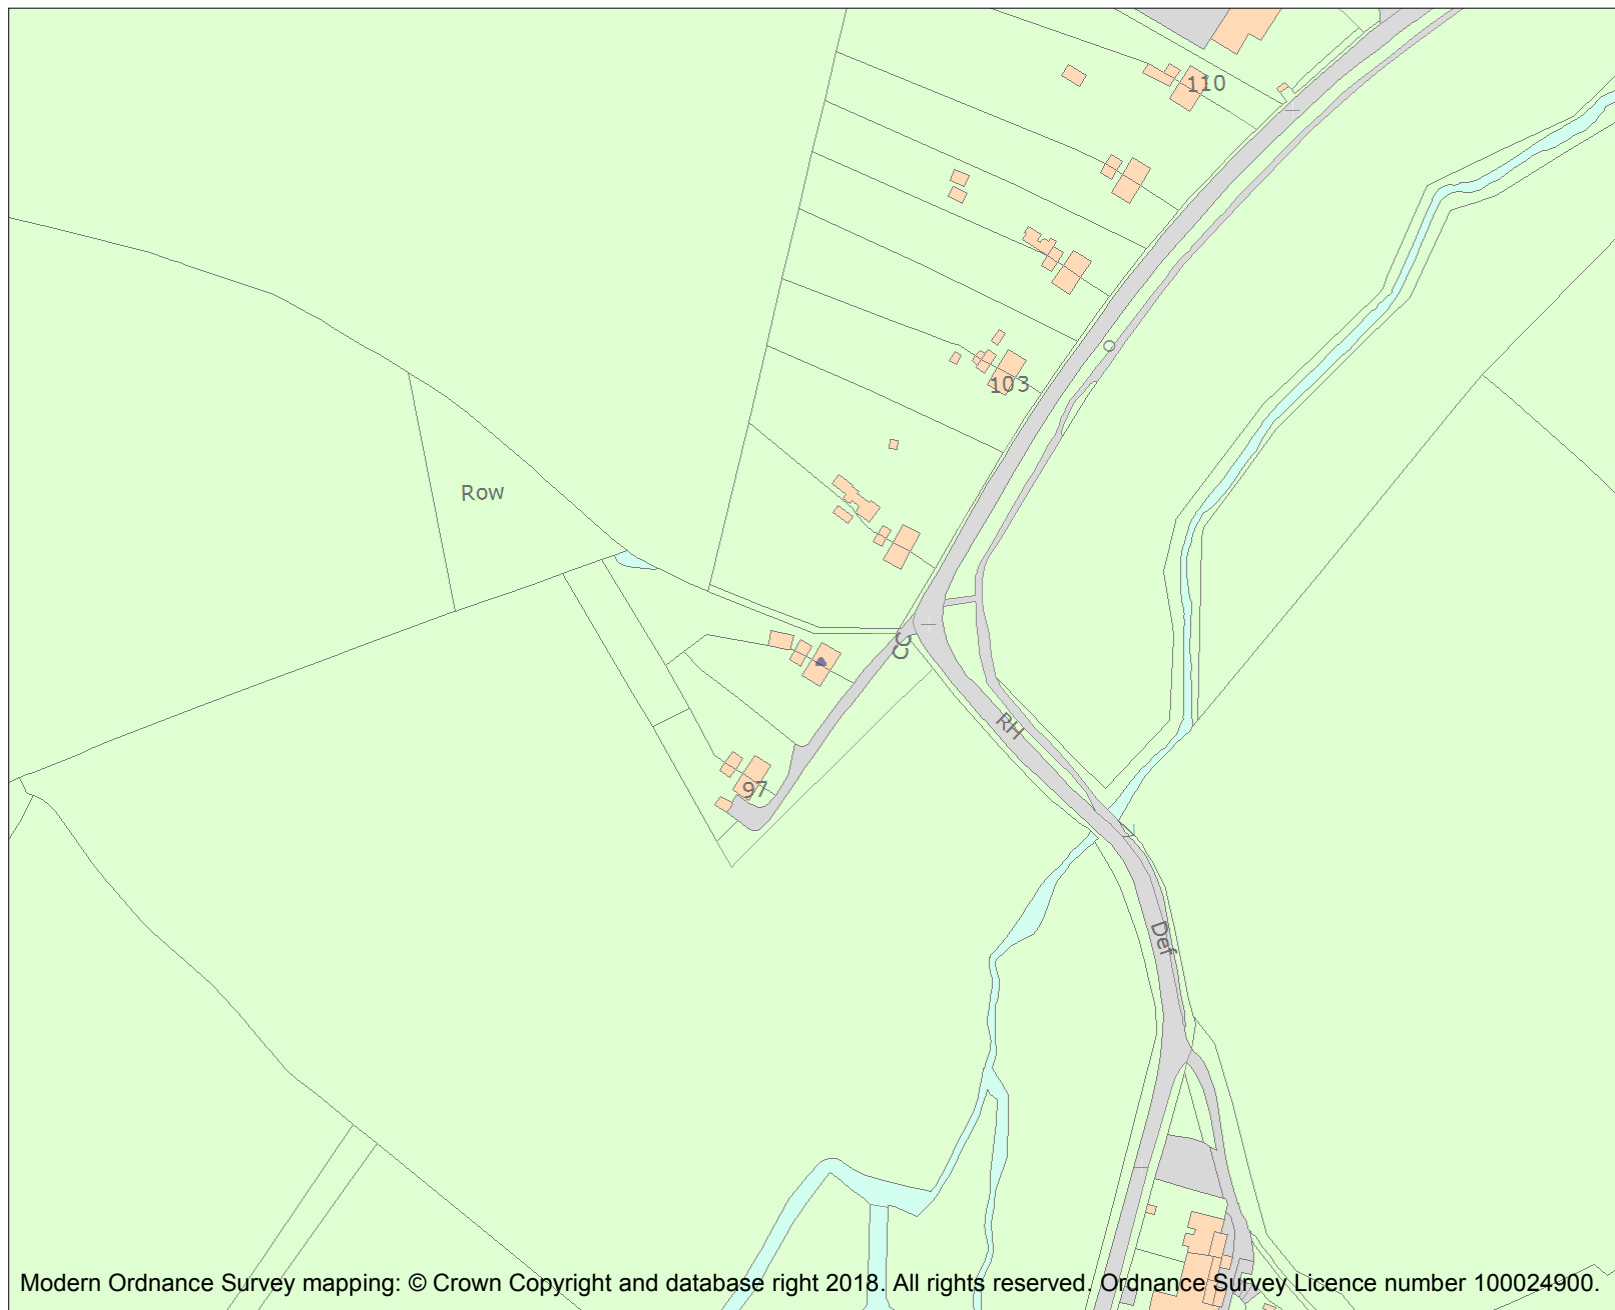 110
103
Row
CC
RH
97
Def
Modern Ordnance Survey mapping: © Crown Copyright and database right 2018. All rights reserved. Ordnance Survey Licence number 100024900.